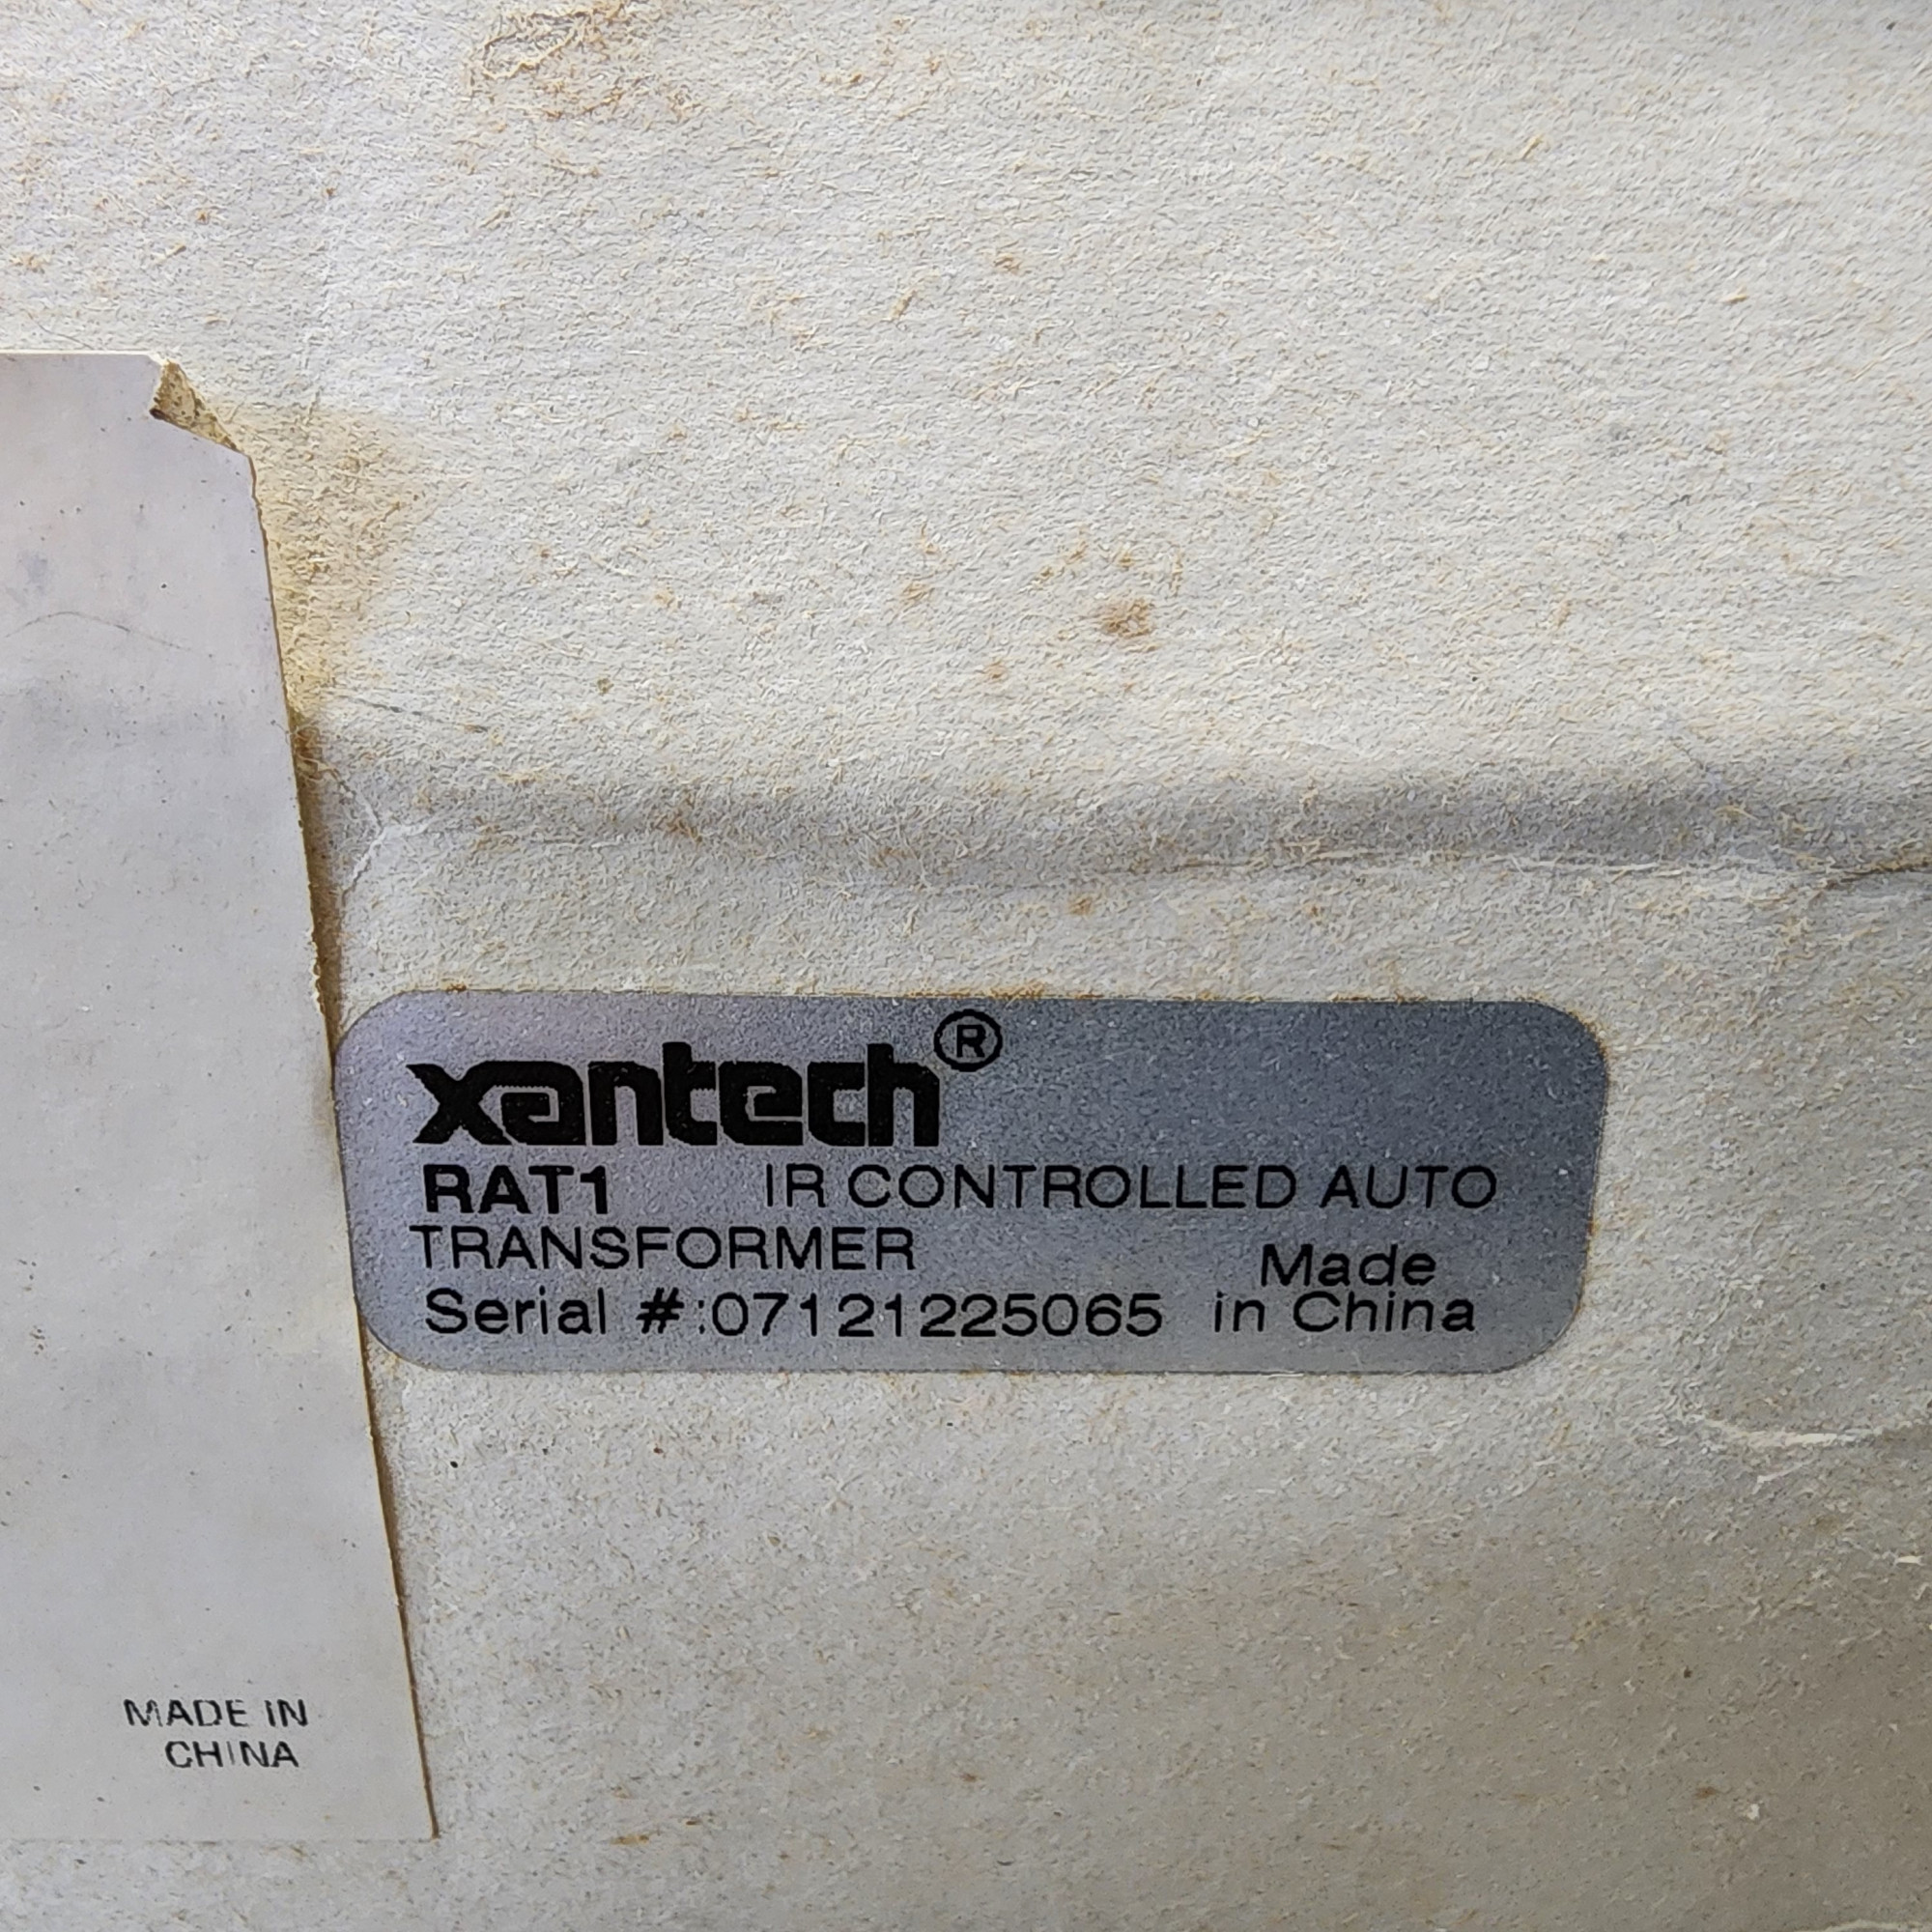 xantech®
RAT1 IR CONTROLLED AUTO
TRANSFORMER
Serial #:07121225065
Made
in China
MADE IN
CHINA